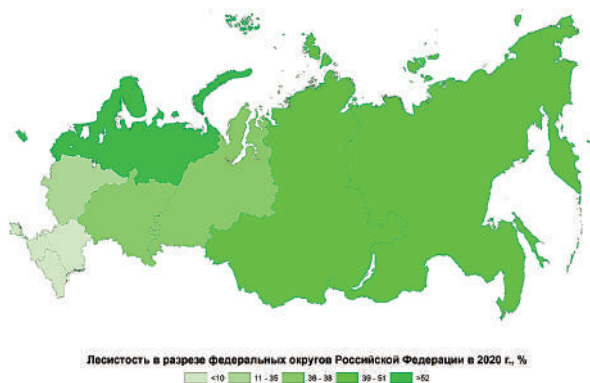 Лесистость в разрезе федеральных округов Российской Федерации в 2020 г., %
<10 11 - 35 36 - 38 39 - 51 >52